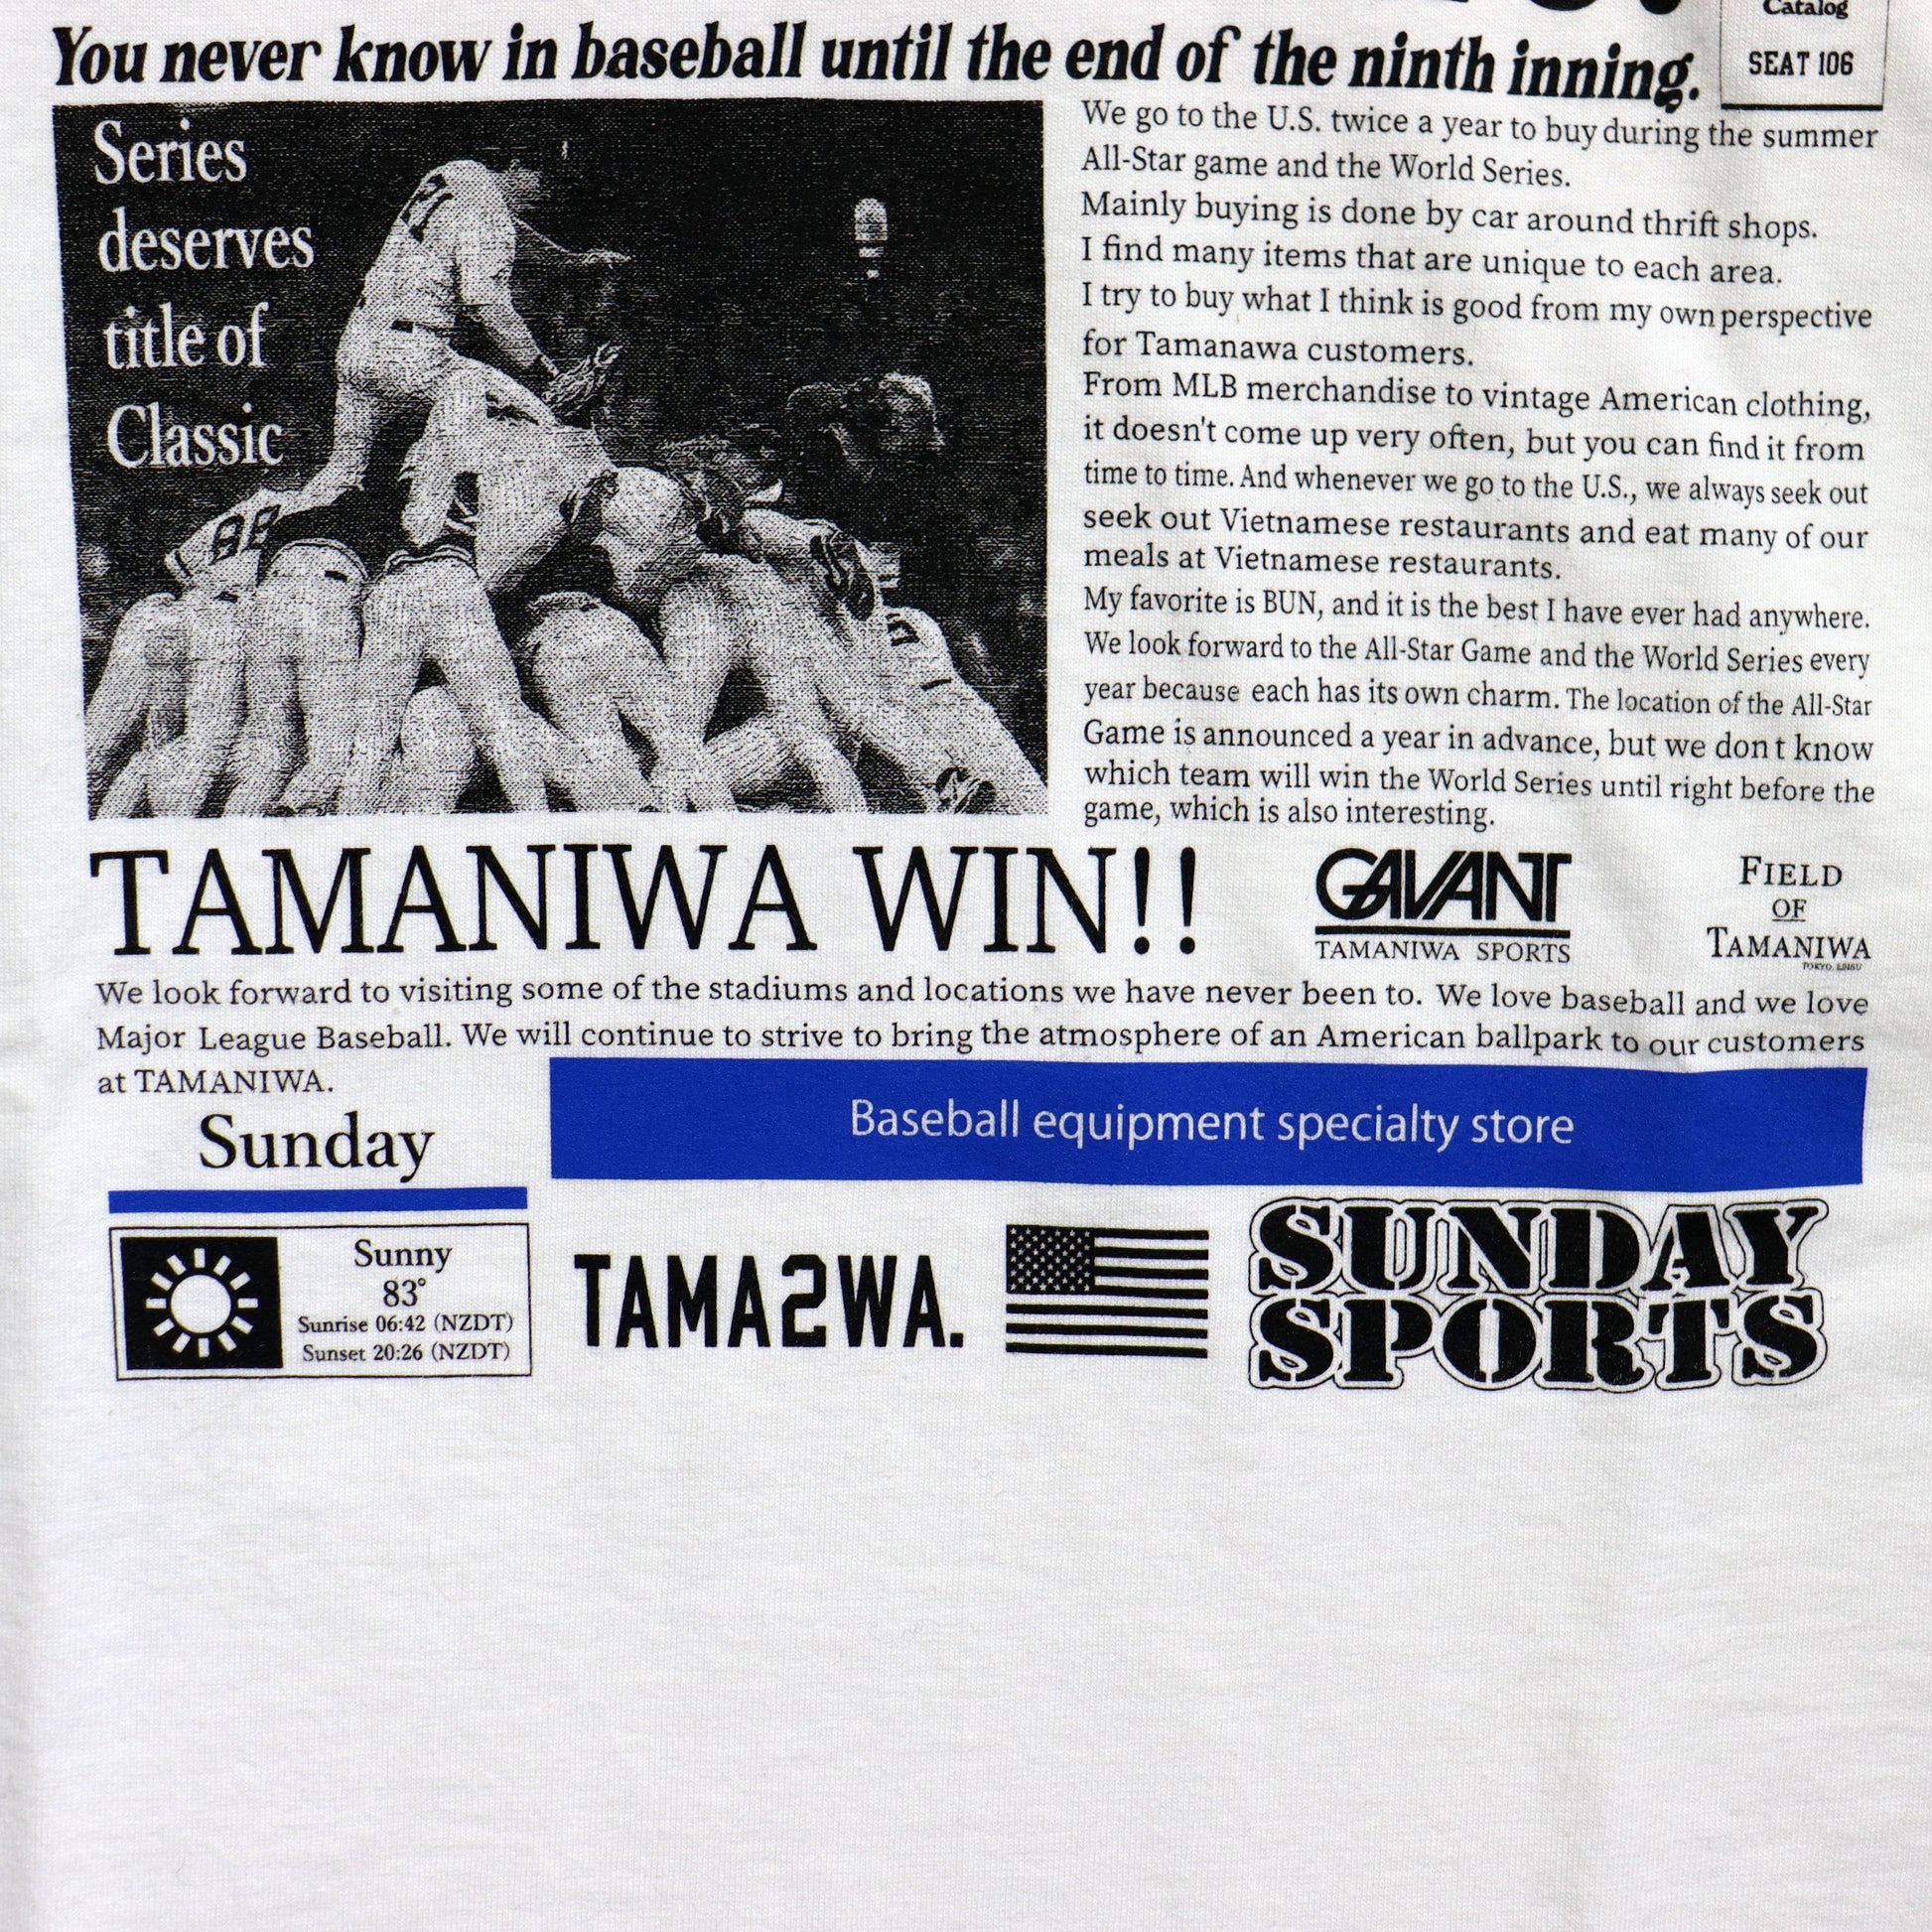 Catalog
SEAT 106
You never know in baseball until the end of the ninth inning.
Series
deserves
title of
Classic
We go to the U.S. twice a year to buy during the summer
All-Star game and the World Series.
Mainly buying is done by car around thrift shops.
I find many items that are unique to each area.
I try to buy what I think is good from my own perspective
for Tamanawa customers.
From MLB merchandise to vintage American clothing,
it doesn't come up very often, but you can find it from
time to time. And whenever we go to the U.S., we always seek out
seek out Vietnamese restaurants and eat many of our
meals at Vietnamese restaurants.
My favorite is BUN, and it is the best I have ever had anywhere.
We look forward to the All-Star Game and the World Series every
year because each has its own charm. The location of the All-Star
Game is announced a year in advance, but we don t know
which team will win the World Series until right before the
game, which is also interesting.
TAMANIWA WIN!!
GAVANT
TAMANIWA SPORTS
FIELD
OF
TAMANIWA
We look forward to visiting some of the stadiums and locations we have never been to. We love baseball and we love
Major League Baseball. We will continue to strive to bring the atmosphere of an American ballpark to our customers
at TAMANIWA.
Baseball equipment specialty store
Sunday
Sunny
83°
Sunrise 06:42 (NZDT)
Sunset 20:26 (NZDT)
TAMA2WA.
SUNDAY
SPORTS